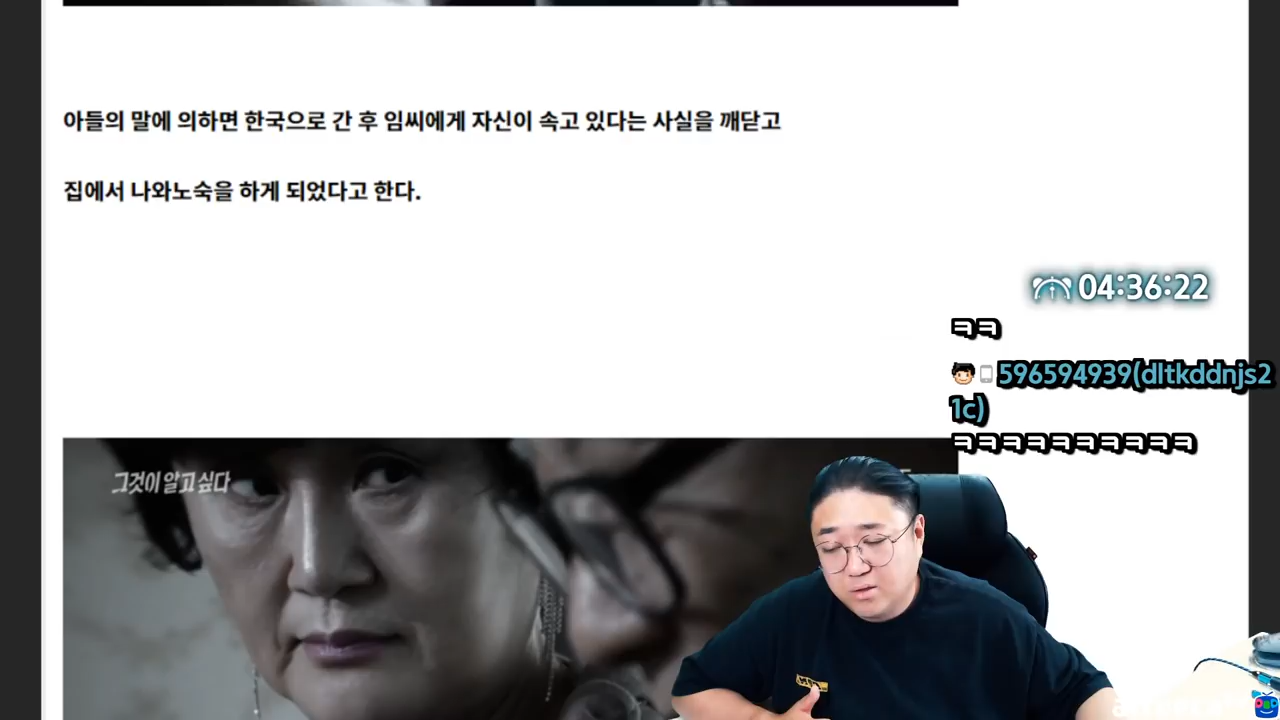 아들의 말에 의하면 한국으로 간 후 임씨에게 자신이 속고 있다는 사실을 깨닫고
집에서 나와노숙을 하게 되었다고 한다.
04:36:22
ㅋㅋ
596594939(dltkddnjs2
1c)
ㅋㅋㅋㅋㅋㅋㅋㅋㅋㅋ
그것이 알고싶다